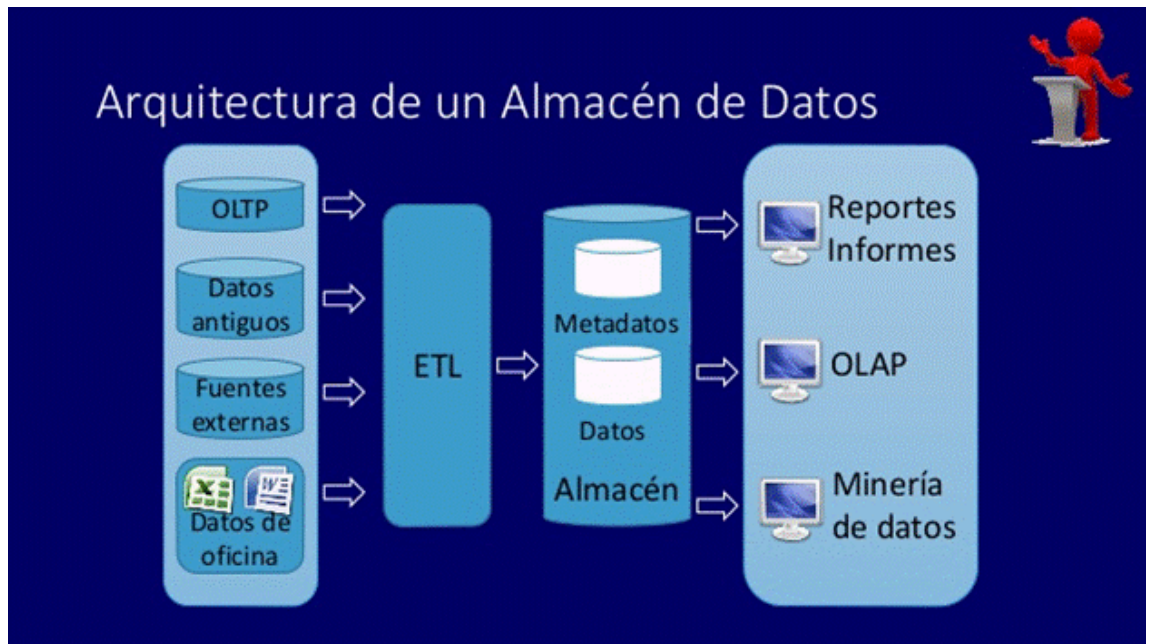 Arquitectura de un Almacén de Datos
OLTP
Datos
antiguos
Fuentes
externas
X
W
Datos de
oficina
ETL
Metadatos
Datos
Almacén
Reportes
Informes
OLAP
Minería
de datos